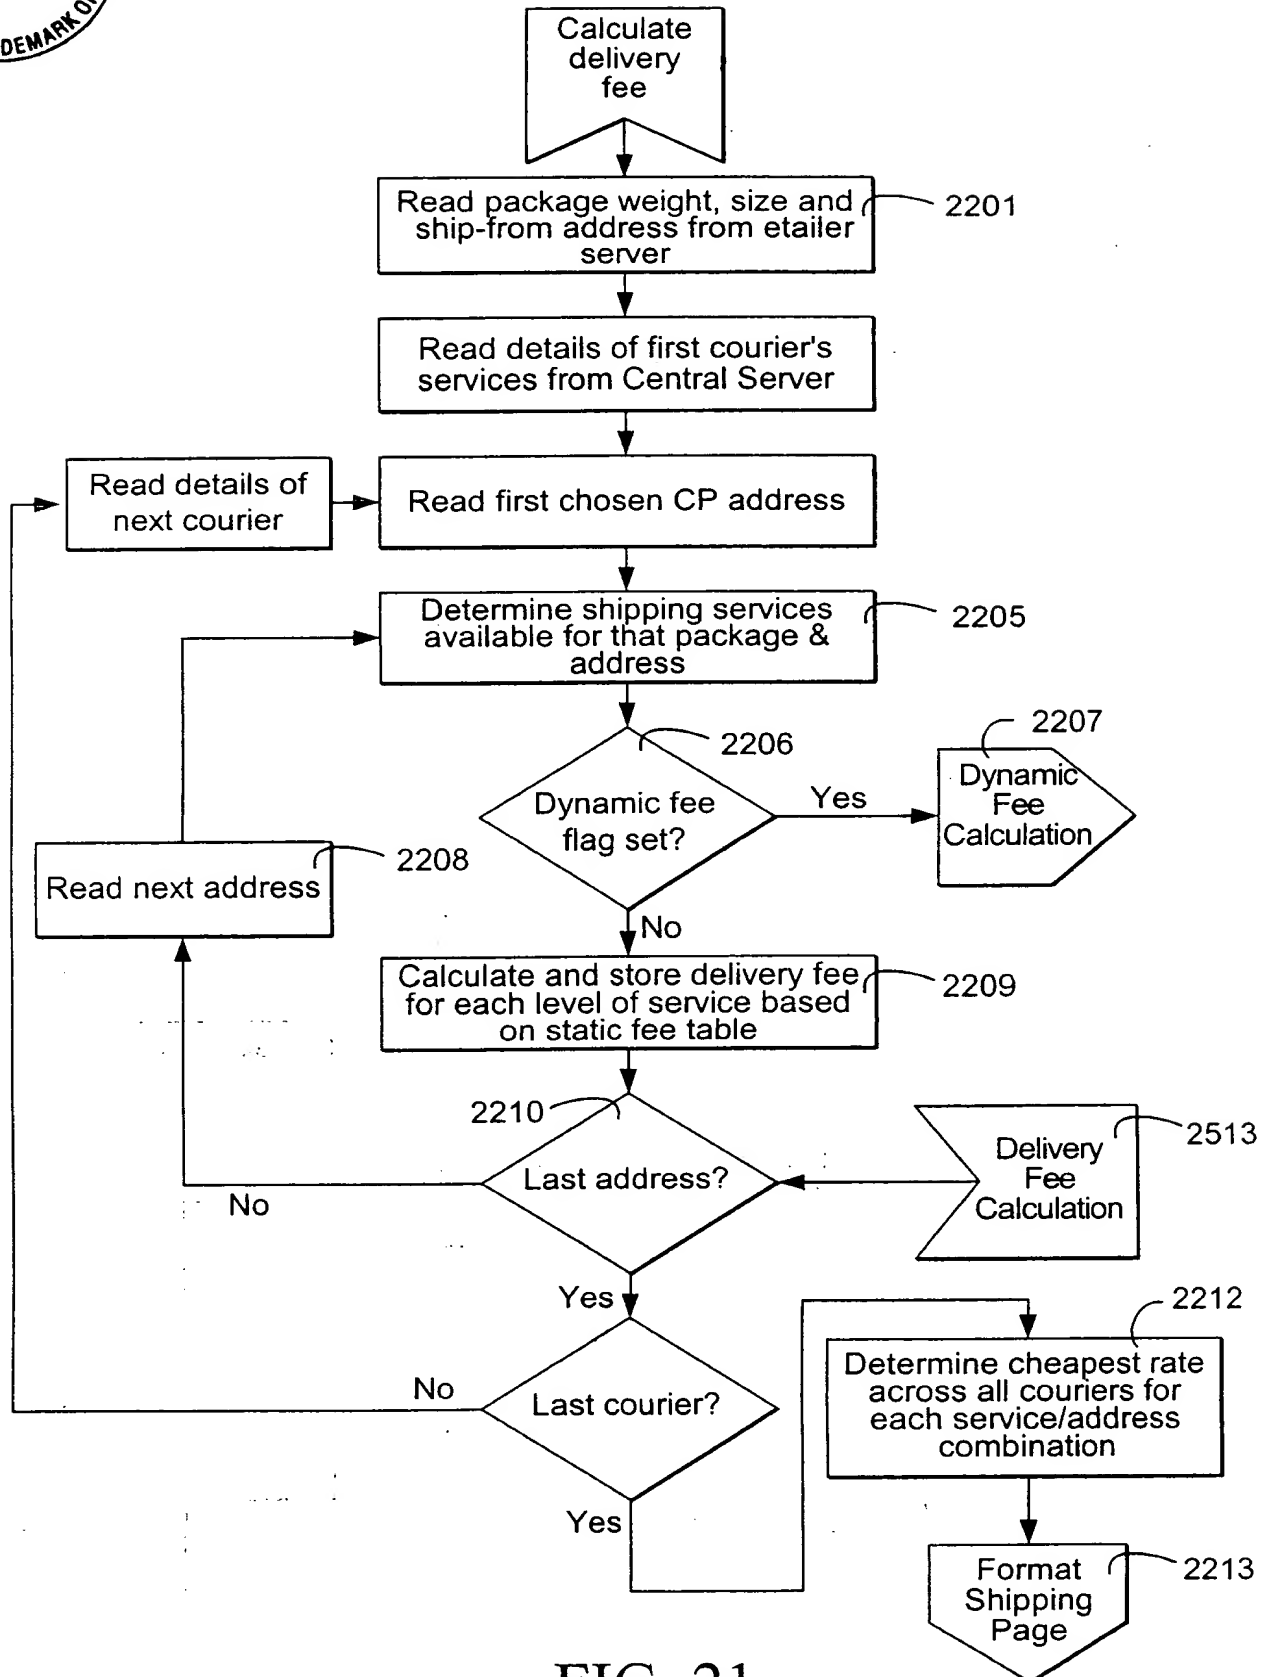 DEMARK O
Calculate
delivery
fee
Read package weight, size and
ship-from address from etailer
server
2201
Read details of first courier's
services from Central Server
Read details of
next courier
Read first chosen CP address
Determine shipping services
available for that package &
address
2205
2206
Dynamic fee
flag set?
Yes
2207
Dynamic
Fee
Calculation
Read next address
2208
No
Calculate and store delivery fee
for each level of service based
on static fee table
2209
2210
Last address?
No
Delivery
Fee
Calculation
2513
Yes
Last courier?
No
Yes
2212
Determine cheapest rate
across all couriers for
each service/address
combination
Format
Shipping
Page
2213
FIG. 21